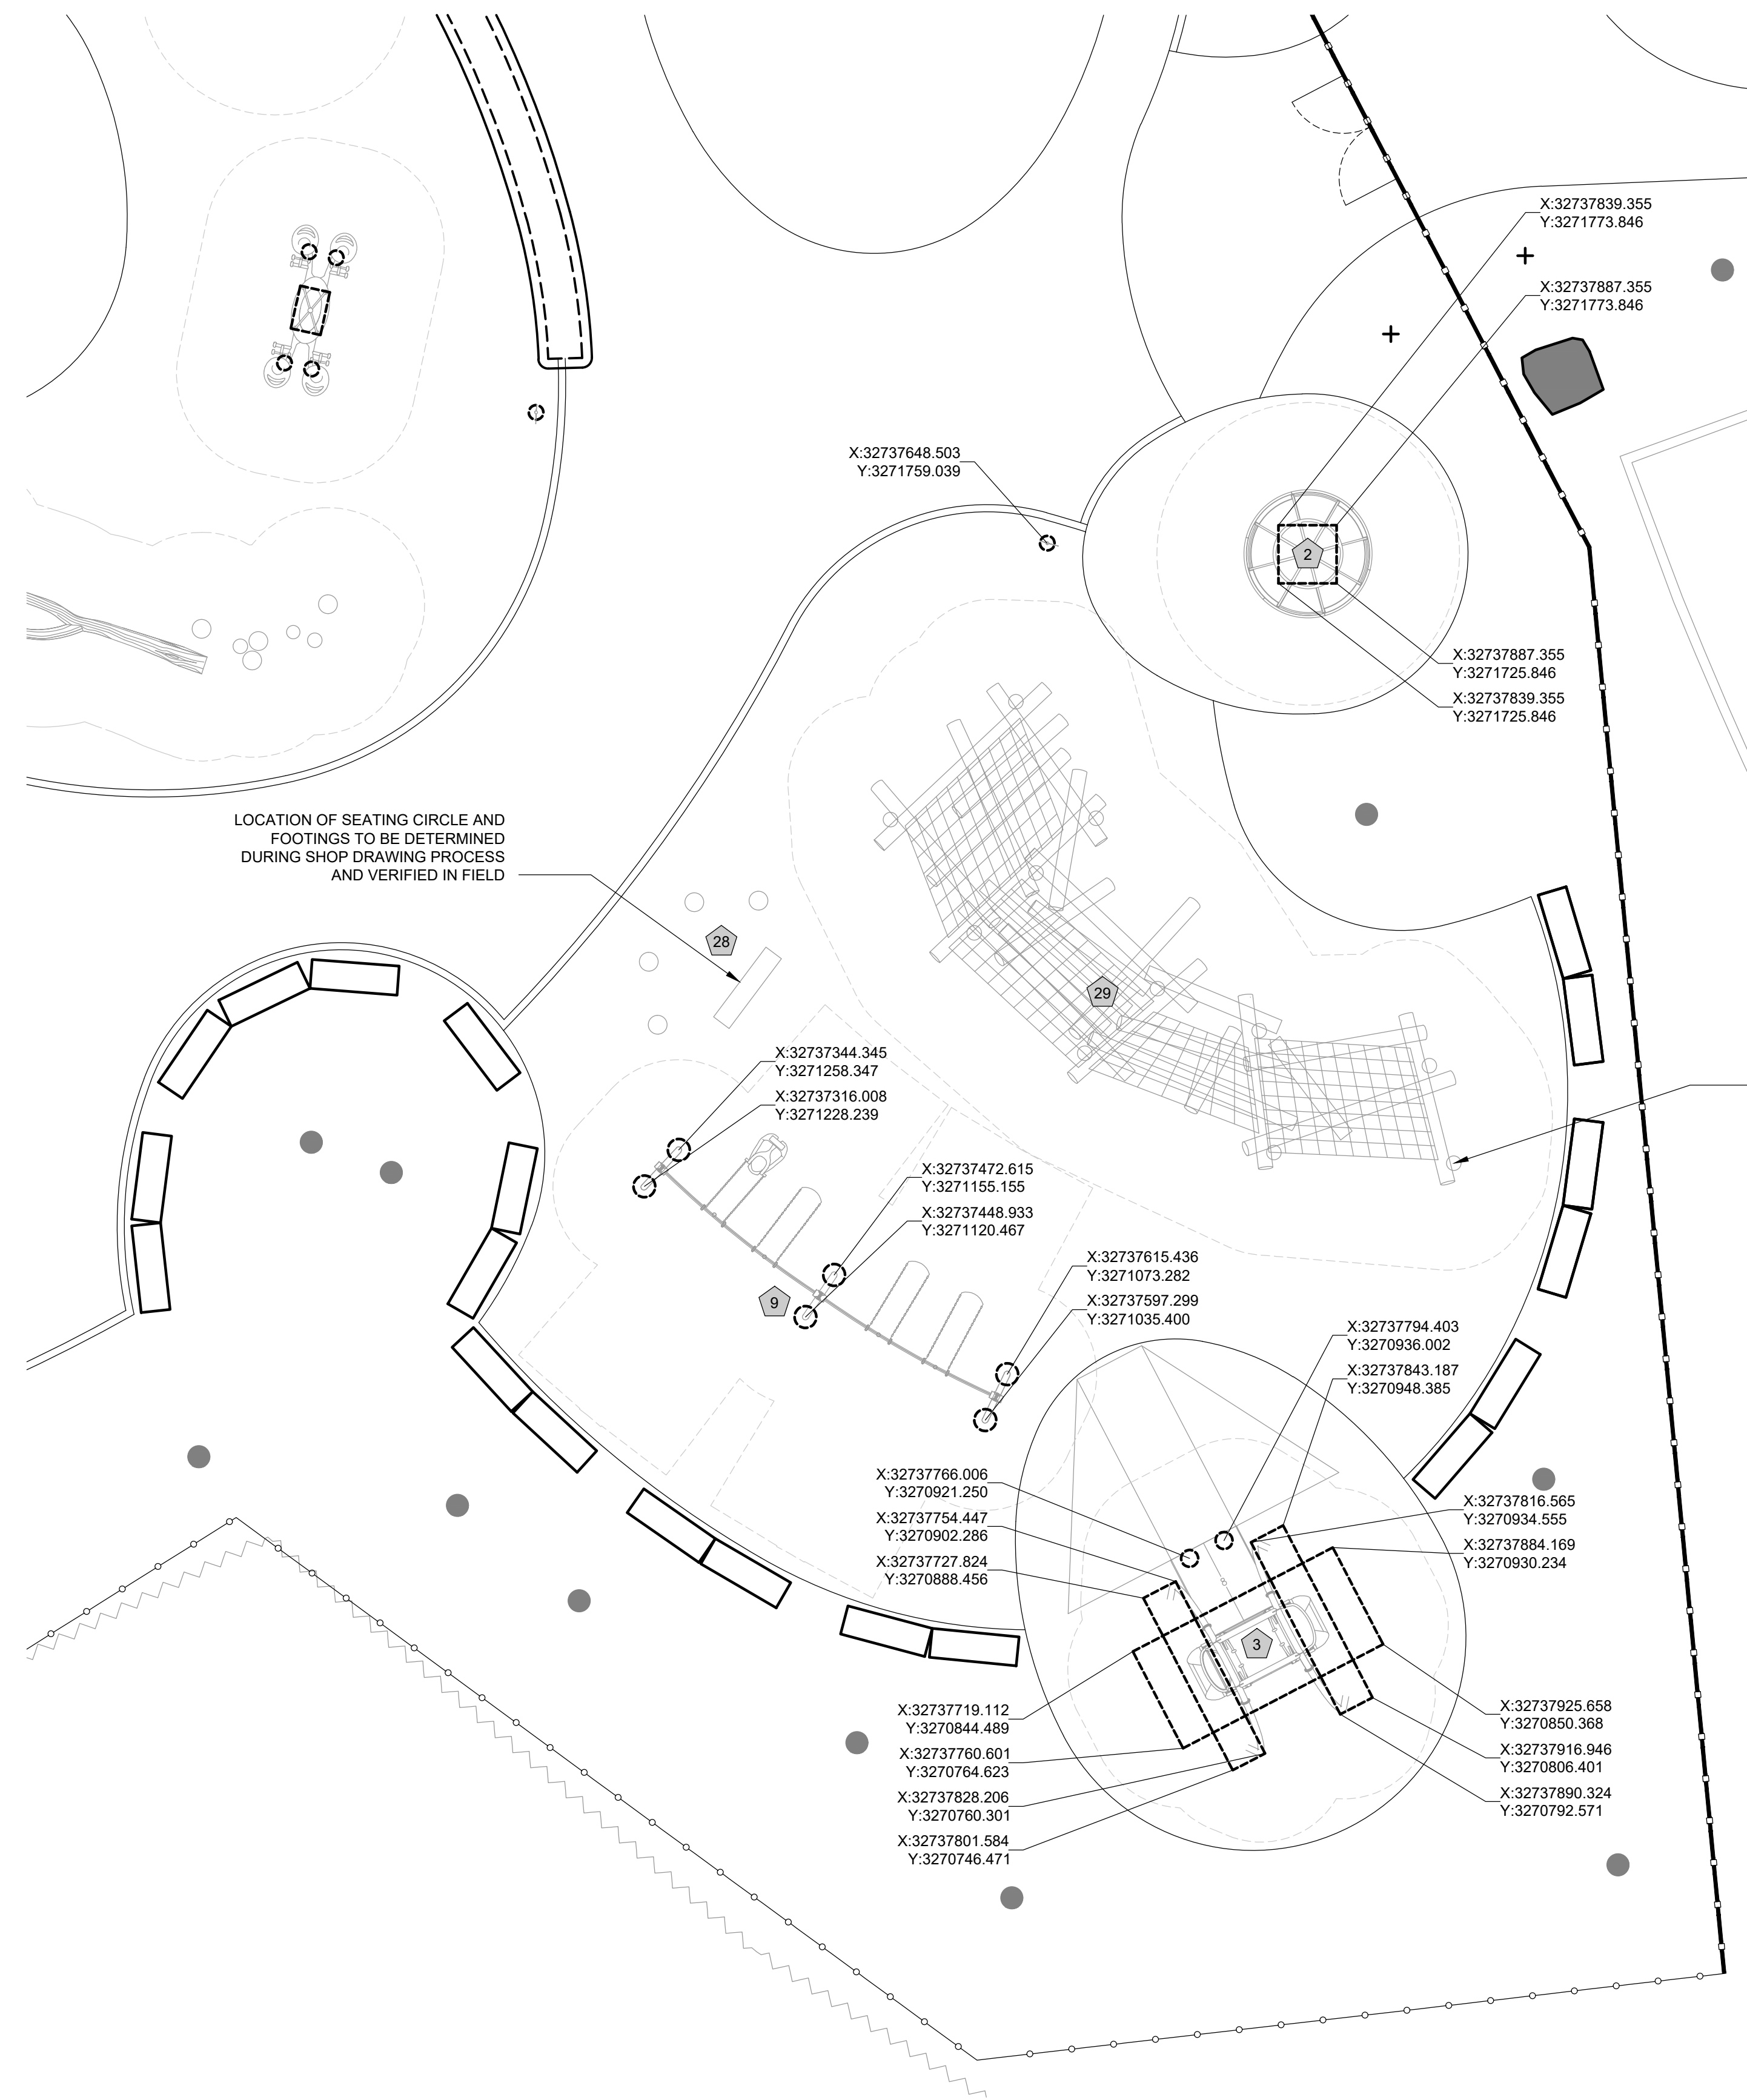 X:32737839.355
Y:3271773.846
X:32737887.355
Y:3271773.846
X:32737648.503
Y:3271759.039
2
X:32737887.355
Y:3271725.846
X:32737839.355
Y:3271725.846
LOCATION OF SEATING CIRCLE AND
FOOTINGS TO BE DETERMINED
DURING SHOP DRAWING PROCESS
AND VERIFIED IN FIELD
28
29
X:32737344.345
Y:3271258.347
X:32737316.008
Y:3271228.239
X:32737472.615
Y:3271155.155
X:32737448.933
Y:3271120.467
9
X:32737615.436
Y:3271073.282
X:32737597.299
Y:3271035.400
X:32737794.403
Y:3270936.002
X:32737843.187
Y:3270948.385
X:32737766.006
Y:3270921.250
X:32737754.447
Y:3270902.286
X:32737727.824
Y:3270888.456
X:32737816.565
Y:3270934.555
X:32737884.169
Y:3270930.234
3
X:32737719.112
Y:3270844.489
X:32737760.601
Y:3270764.623
X:32737828.206
Y:3270760.301
X:32737801.584
Y:3270746.471
X:32737925.658
Y:3270850.368
X:32737916.946
Y:3270806.401
X:32737890.324
Y:3270792.571